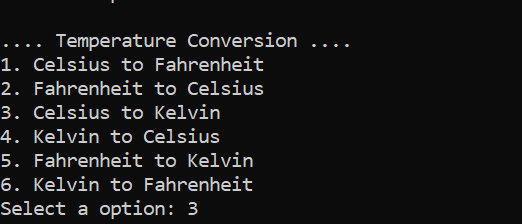 .... Temperature Conversion ....
1. Celsius to Fahrenheit
2. Fahrenheit to Celsius
3. Celsius to Kelvin
4. Kelvin to Celsius
5. Fahrenheit to Kelvin
6. Kelvin to Fahrenheit
Select a option: 3